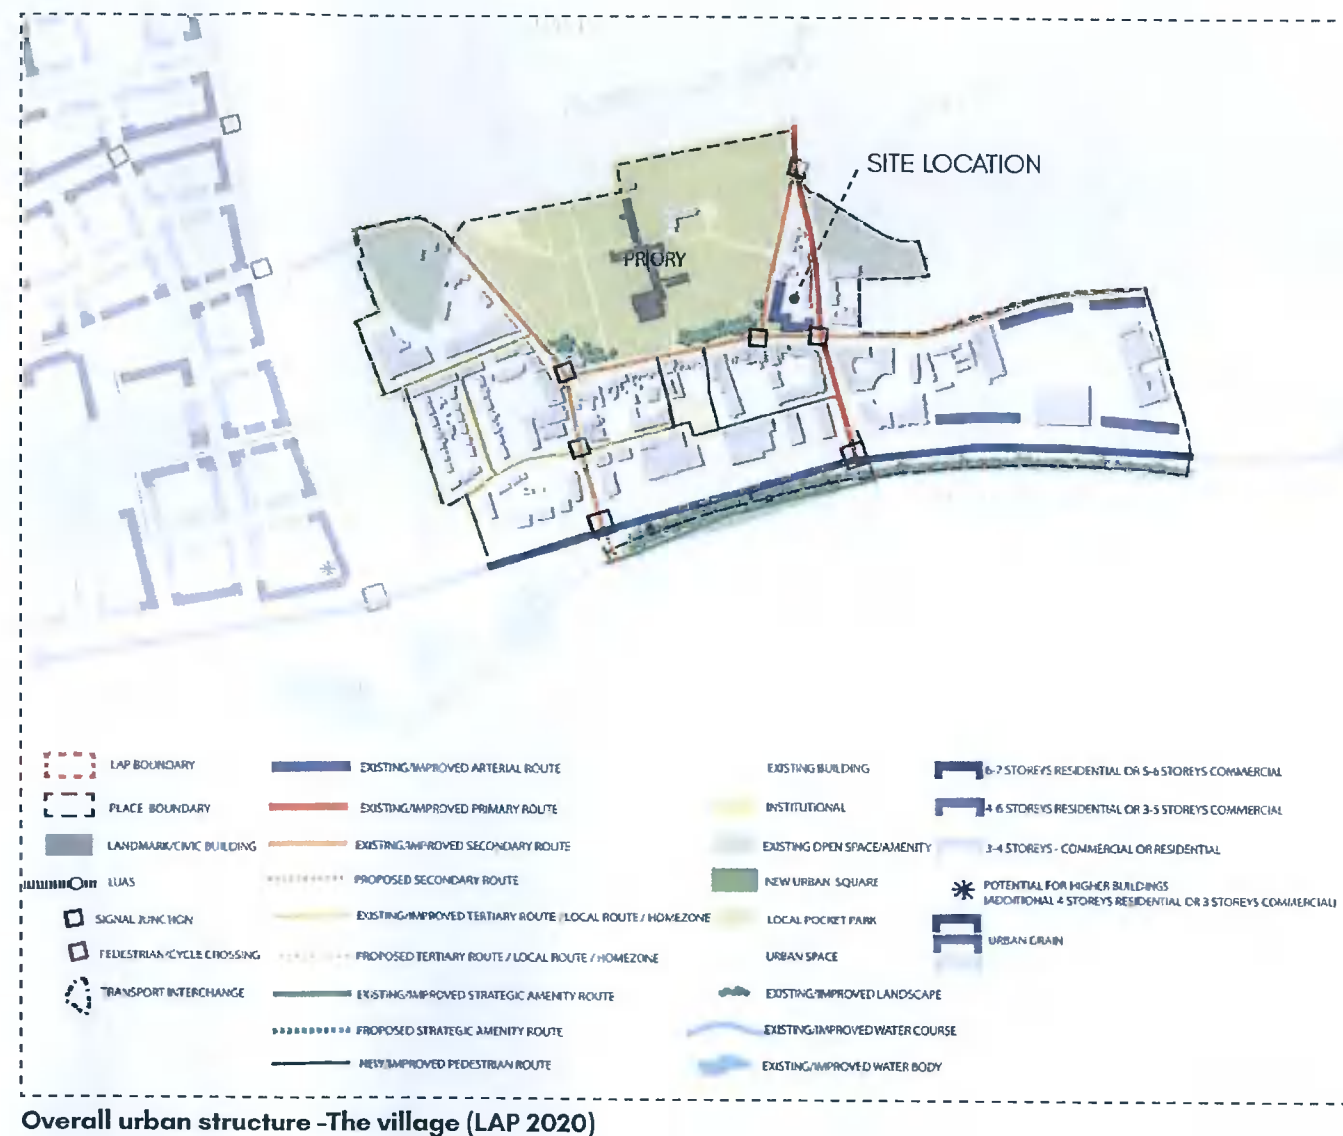 SITE LOCATION
PRIORY
LAP BOUNDARY
PLACE BOUNDARY
LANDMARK/CIVIC BUILDING
LUAS
SIGNAL JUNCTION
PEDESTRIAN/CYCLE CROSSING
TRANSPORT INTERCHANGE
EXISTING/IMPROVED ARTERIAL ROUTE
EXISTING/IMPROVED PRIMARY ROUTE
EXISTING/IMPROVED SECONDARY ROUTE
PROPOSED SECONDARY ROUTE
EXISTING/IMPROVED TERTIARY ROUTE / LOCAL ROUTE / HOMEZONE
PROPOSED TERTIARY ROUTE / LOCAL ROUTE / HOMEZONE
EXISTING/IMPROVED STRATEGIC AMENITY ROUTE
PROPOSED STRATEGIC AMENITY ROUTE
NEW/IMPROVED PEDESTRIAN ROUTE
EXISTING BUILDING
INSTITUTIONAL
EXISTING OPEN SPACE/AMENITY
NEW URBAN SQUARE
LOCAL POCKET PARK
URBAN SPACE
EXISTING/IMPROVED LANDSCAPE
EXISTING/IMPROVED WATER COURSE
EXISTING/IMPROVED WATER BODY
6-7 STOREYS RESIDENTIAL OR 5-6 STOREYS COMMERCIAL
4-6 STOREYS RESIDENTIAL OR 3-5 STOREYS COMMERCIAL
3-4 STOREYS - COMMERCIAL OR RESIDENTIAL
POTENTIAL FOR HIGHER BUILDINGS
(ADDITIONAL 4 STOREYS RESIDENTIAL OR 3 STOREYS COMMERCIAL)
URBAN GRAIN
Overall urban structure -The village (LAP 2020)